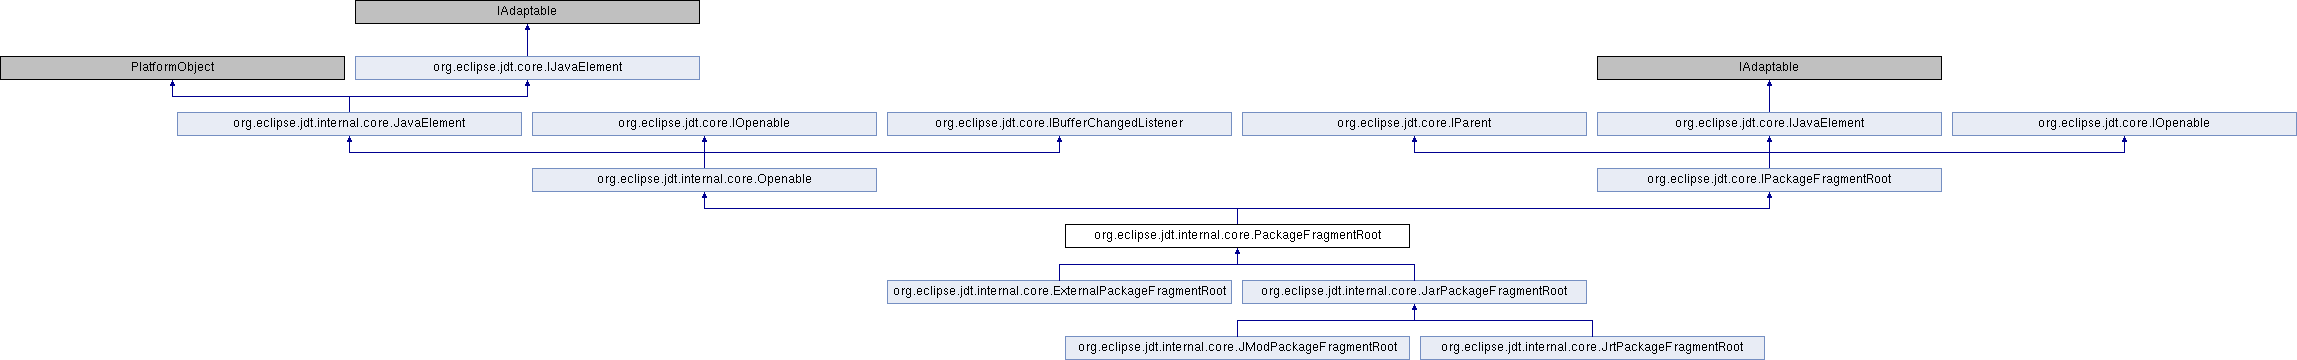 IAdaptable
PlatformObject
org.eclipse.jdt.core.IJavaElement
IAdaptable
org.eclipse.jdt.internal.core.JavaElement
org.eclipse.jdt.core.IOpenable
org.eclipse.jdt.core.IBufferChangedListener
org.eclipse.jdt.core.IParent
org.eclipse.jdt.core.IJavaElement
org.eclipse.jdt.core.IOpenable
org.eclipse.jdt.internal.core.Openable
org.eclipse.jdt.core.IPackageFragmentRoot
org.eclipse.jdt.internal.core.PackageFragmentRoot
org.eclipse.jdt.internal.core.ExternalPackageFragmentRoot
org.eclipse.jdt.internal.core.JarPackageFragmentRoot
org.eclipse.jdt.internal.core.JModPackageFragmentRoot
org.eclipse.jdt.internal.core.JrtPackageFragmentRoot